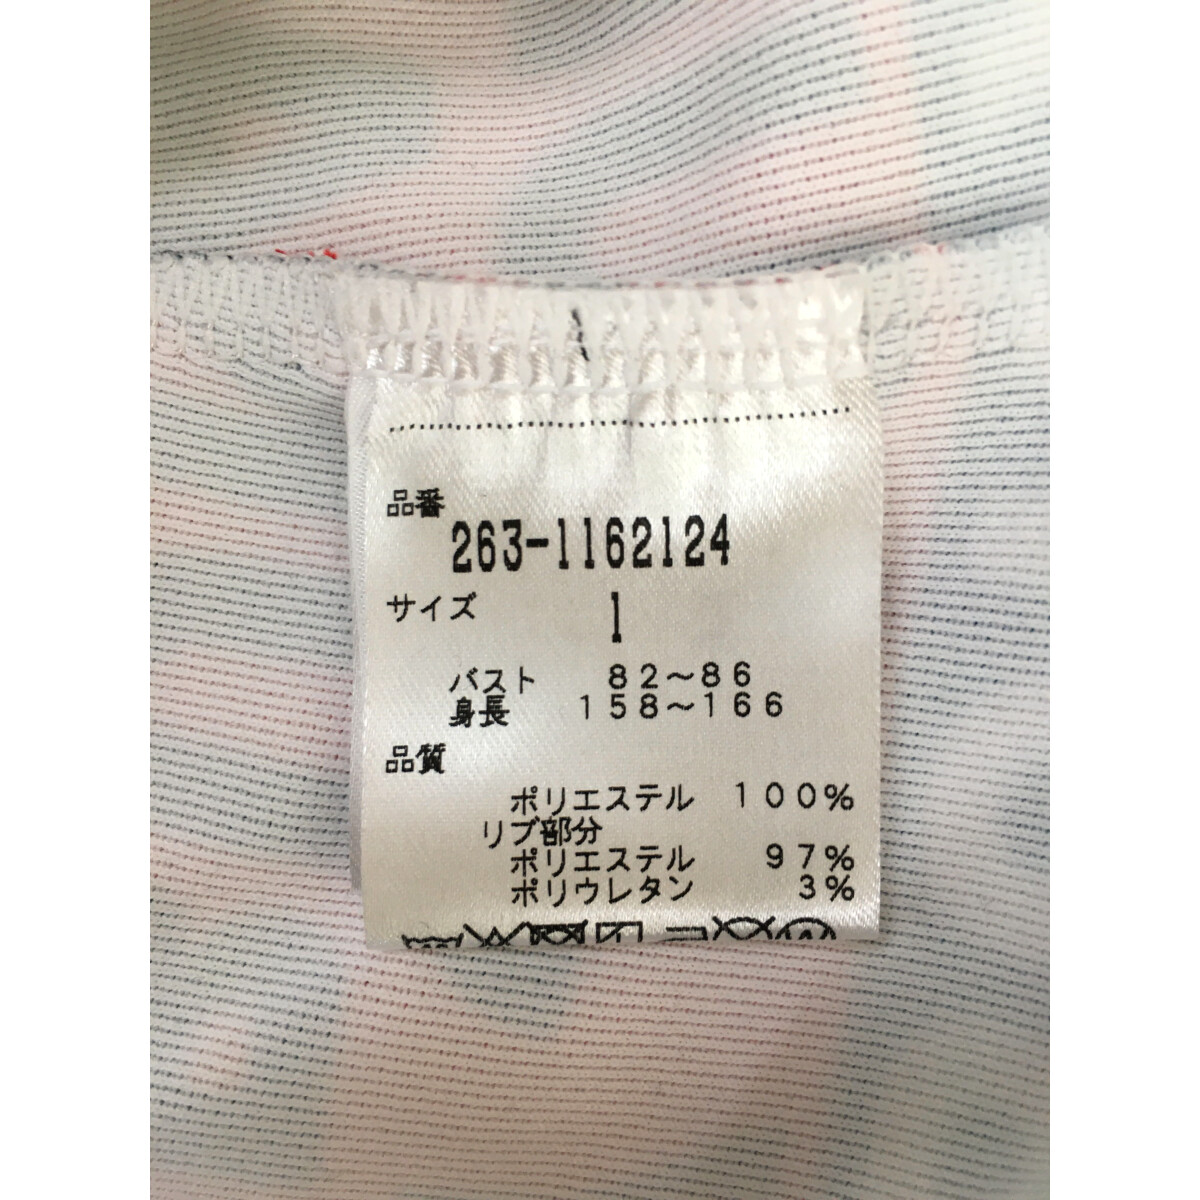 品番
263-1162124
サイズ 1
バスト 82～86
身長 158～166
品質
ポリエステル 100%
リブ部分
ポリエステル 97%
ポリウレタン 3%